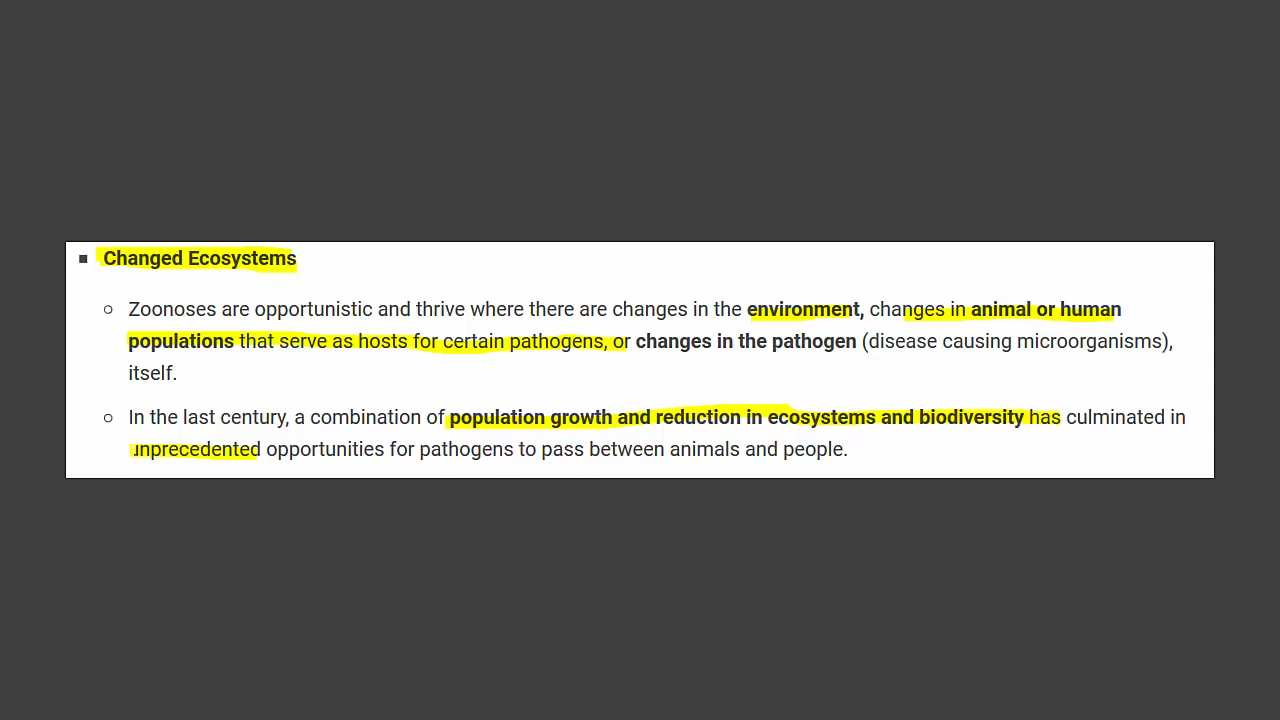 Changed Ecosystems
Zoonoses are opportunistic and thrive where there are changes in the environment, changes in animal or human
populations that serve as hosts for certain pathogens, or changes in the pathogen (disease causing microorganisms),
itself.
In the last century, a combination of population growth and reduction in ecosystems and biodiversity has culminated in
unprecedented opportunities for pathogens to pass between animals and people.